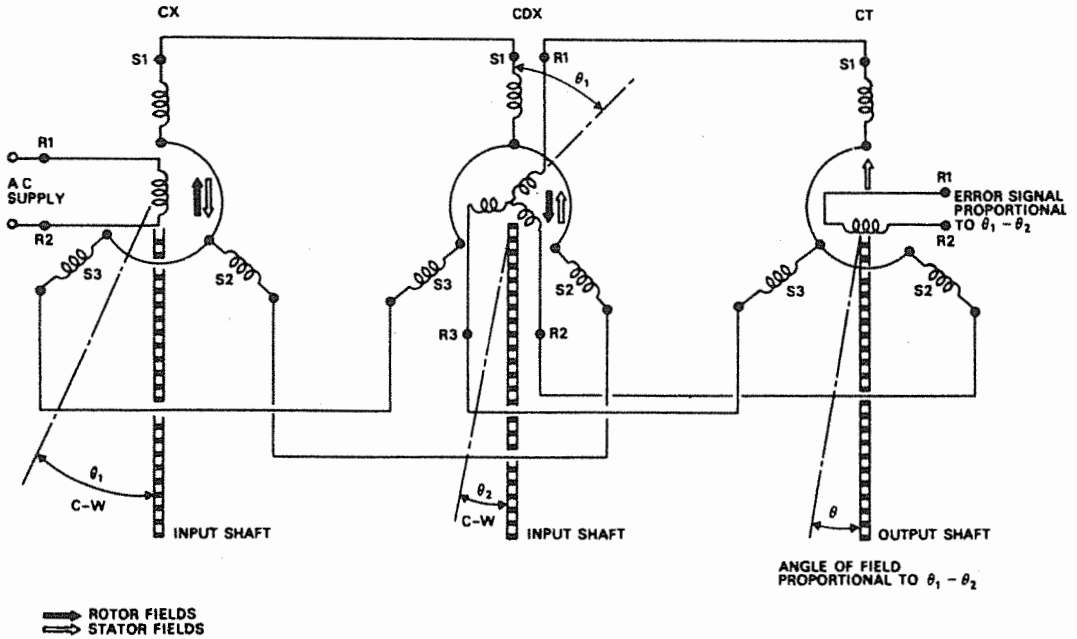 CX
CDX
CT
S1
S1
R1
θ1
S1
R1
AC
SUPPLY
R2
S3
S2
S3
S2
R3
R2
R1
ERROR SIGNAL
PROPORTIONAL
TO θ1 – θ2
R2
S3
S2
θ1
C–W
INPUT SHAFT
θ2
C–W
INPUT SHAFT
θ
OUTPUT SHAFT
ANGLE OF FIELD
PROPORTIONAL TO θ1 – θ2
ROTOR FIELDS
STATOR FIELDS